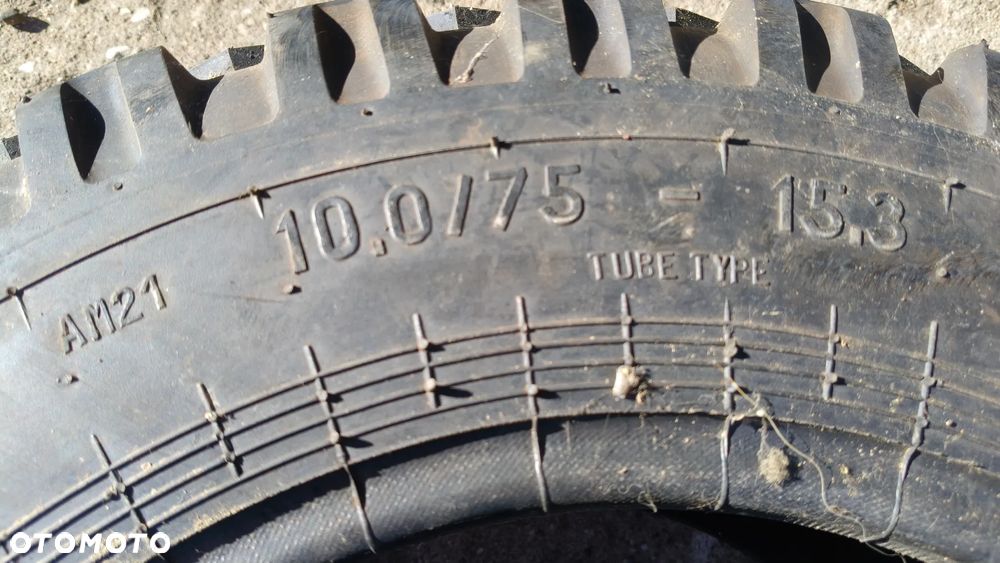 10.0/75 - 15.3
TUBE TYPE
AM21
OTOMOTO